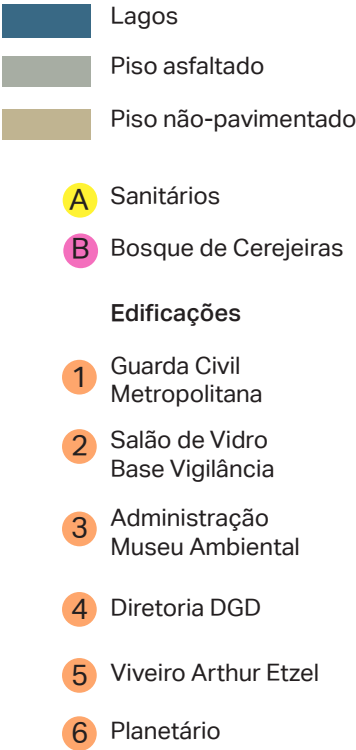 Lagos
Piso asfaltado
Piso não-pavimentado
A Sanitários
B Bosque de Cerejeiras
Edificações
1 Guarda Civil
Metropolitana
2 Salão de Vidro
Base Vigilância
3 Administração
Museu Ambiental
4 Diretoria DGD
5 Viveiro Arthur Etzel
6 Planetário